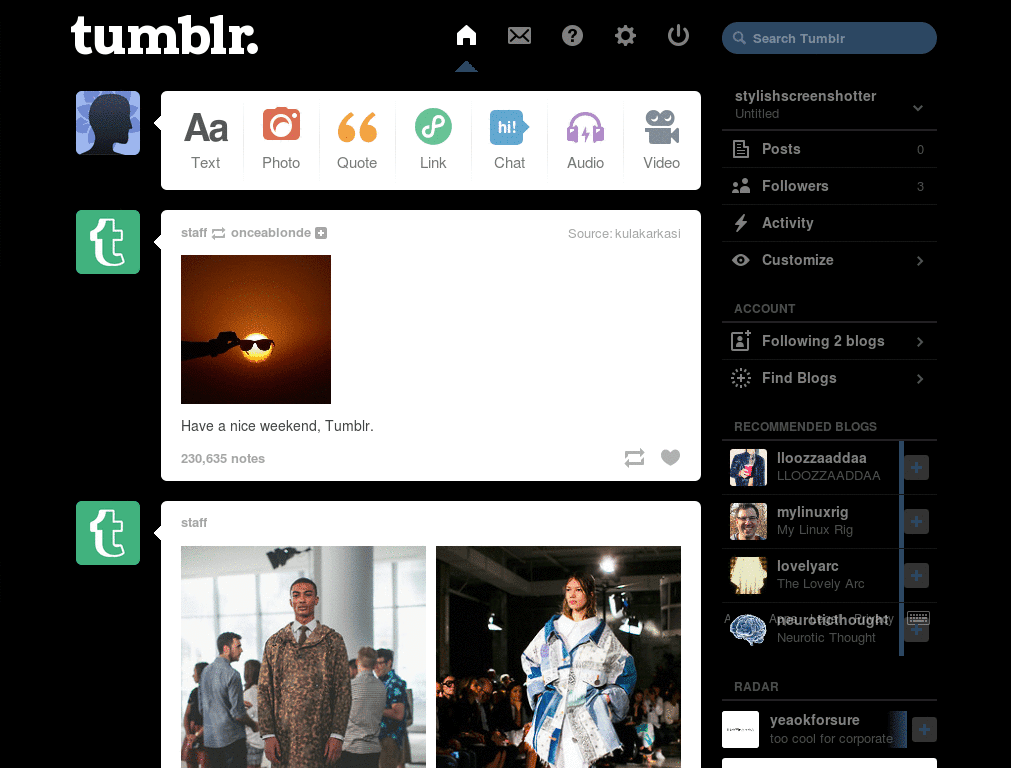 tumblr.
Search Tumblr
Aa
hi!
Text
Photo
Quote
Link
Chat
Audio
Video
staff onceablonde
Source: kulakarkasi
Have a nice weekend, Tumblr.
230,635 notes
staff
stylishscreenshotter
Untitled
Posts 0
Followers 3
Activity
Customize
ACCOUNT
Following 2 blogs
Find Blogs
RECOMMENDED BLOGS
lloozzaaddaa
LLOOZZAADDAA
mylinuxrig
My Linux Rig
lovelyarc
The Lovely Arc
neuroticthought
Apps Legal Privacy
Neurotic Thought
RADAR
yeaokforsure
too cool for corporate